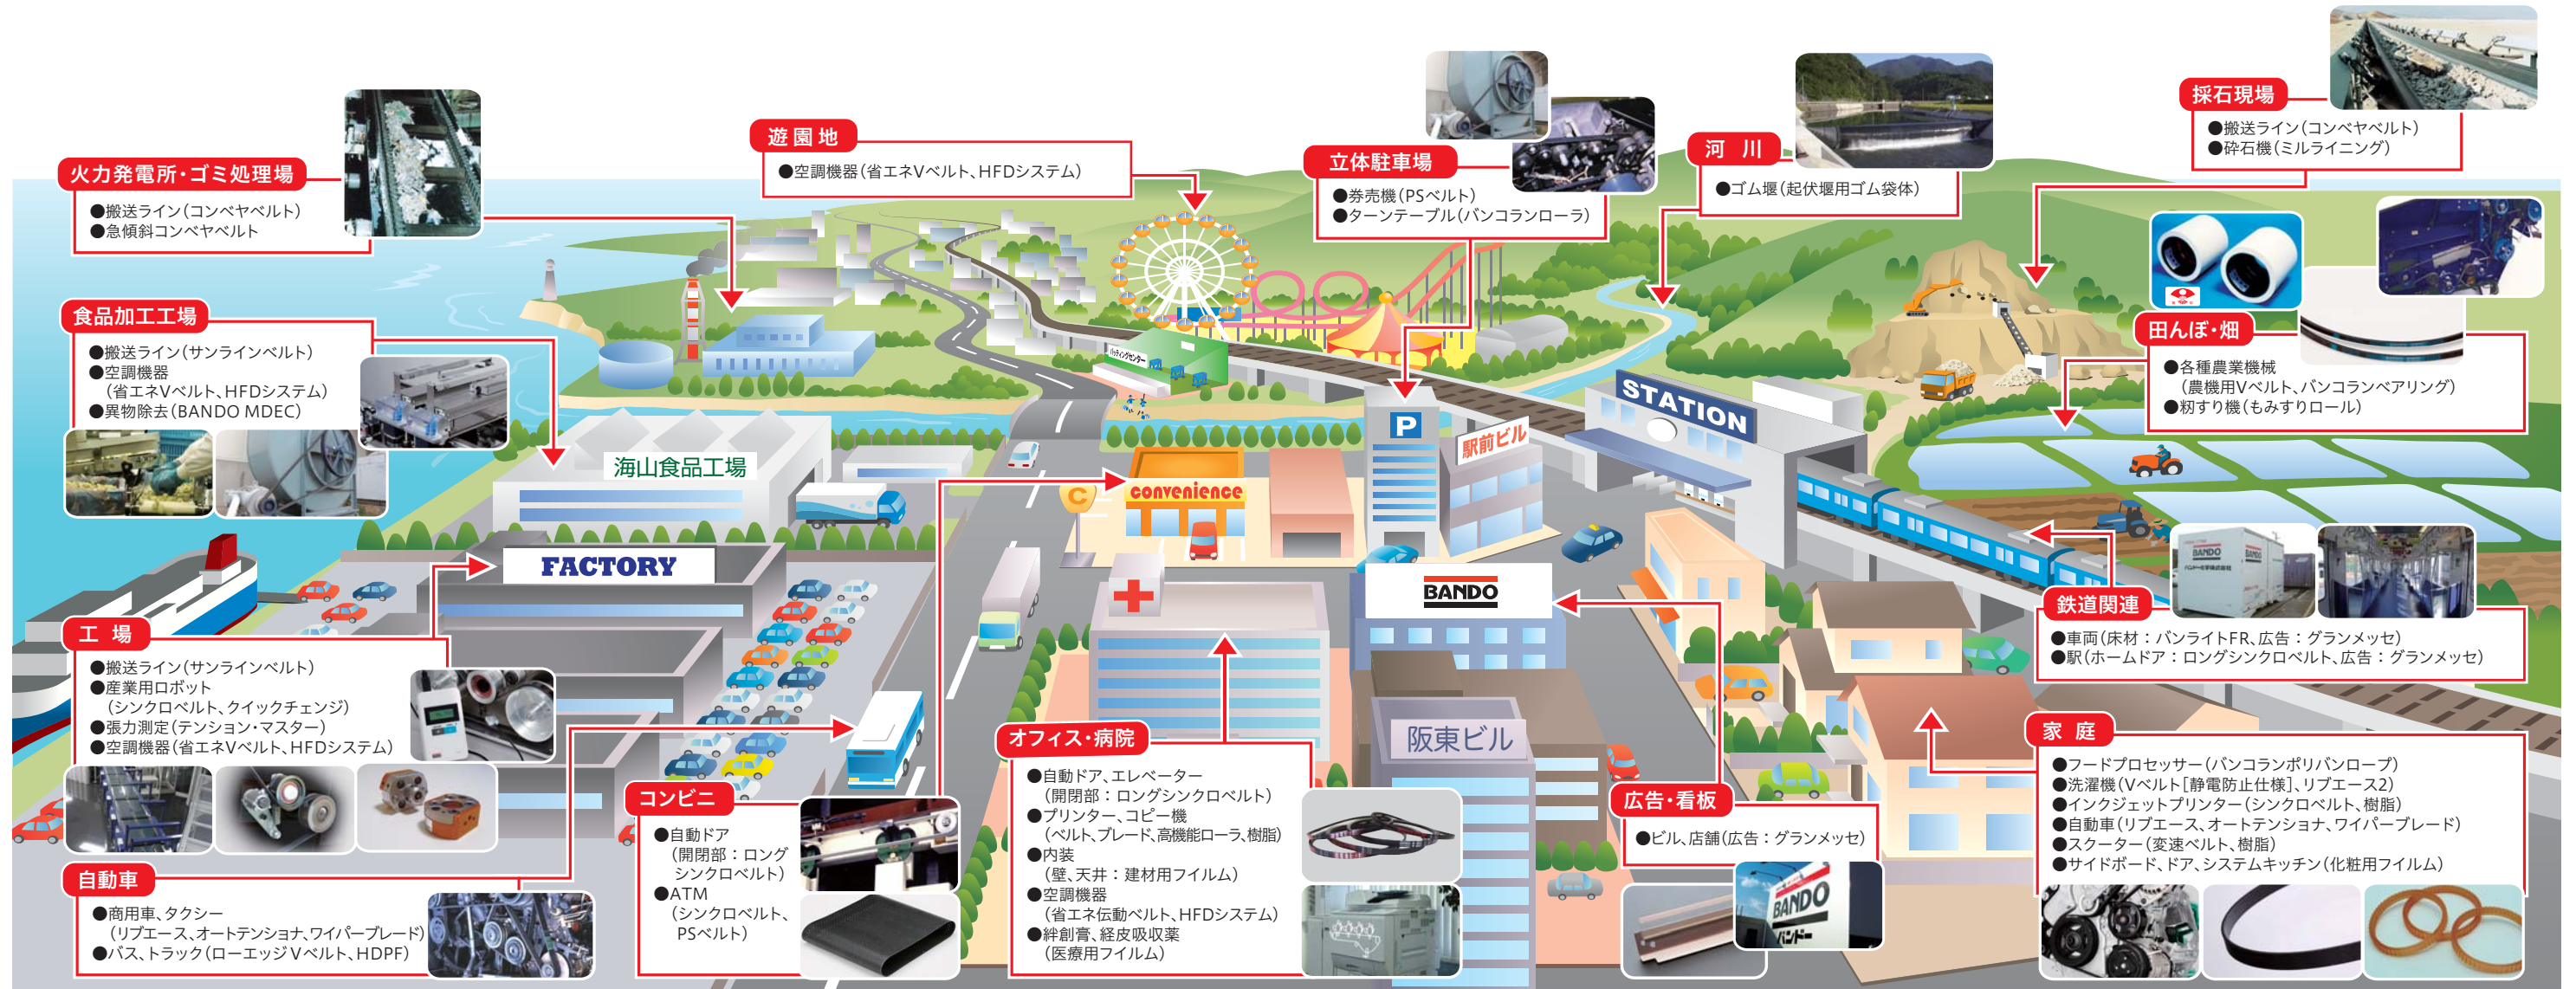 火力発電所・ゴミ処理場
●搬送ライン(コンベヤベルト)
●急傾斜コンベヤベルト
遊園地
●空調機器(省エネVベルト、HFDシステム)
立体駐車場
●券売機(PSベルト)
●ターンテーブル(バンコランローラ)
河川
●ゴム堰(起伏堰用ゴム袋体)
採石現場
●搬送ライン(コンベヤベルト)
●砕石機(ミルライニング)
食品加工工場
●搬送ライン(サンラインベルト)
●空調機器
(省エネVベルト、HFDシステム)
●異物除去(BANDO MDEC)
田んぼ・畑
●各種農業機械
(農機用Vベルト、バンコランベアリング)
●籾すり機(もみすりロール)
バッティングセンター
P
駅前ビル
STATION
海山食品工場
C
convenience
FACTORY
BANDO
阪東ビル
工場
●搬送ライン(サンラインベルト)
●産業用ロボット
(シンクロベルト、クイックチェンジ)
●張力測定(テンション・マスター)
●空調機器(省エネVベルト、HFDシステム)
鉄道関連
●車両(床材：バンライトFR、広告：グランメッセ)
●駅(ホームドア：ロングシンクロベルト、広告：グランメッセ)
BANDO
バンドー化学株式会社
BANDO
自動車
●商用車、タクシー
(リブエース、オートテンショナ、ワイパーブレード)
●バス、トラック(ローエッジVベルト、HDPF)
コンビニ
●自動ドア
(開閉部：ロング
シンクロベルト)
●ATM
(シンクロベルト、
PSベルト)
オフィス・病院
●自動ドア、エレベーター
(開閉部：ロングシンクロベルト)
●プリンター、コピー機
(ベルト、ブレード、高機能ローラ、樹脂)
●内装
(壁、天井：建材用フイルム)
●空調機器
(省エネ伝動ベルト、HFDシステム)
●絆創膏、経皮吸収薬
(医療用フイルム)
広告・看板
●ビル、店舗(広告：グランメッセ)
BANDO
バンドー
家庭
●フードプロセッサー(バンコランポリバンロープ)
●洗濯機(Vベルト[静電防止仕様]、リブエース2)
●インクジェットプリンター(シンクロベルト、樹脂)
●自動車(リブエース、オートテンショナ、ワイパーブレード)
●スクーター(変速ベルト、樹脂)
●サイドボード、ドア、システムキッチン(化粧用フイルム)